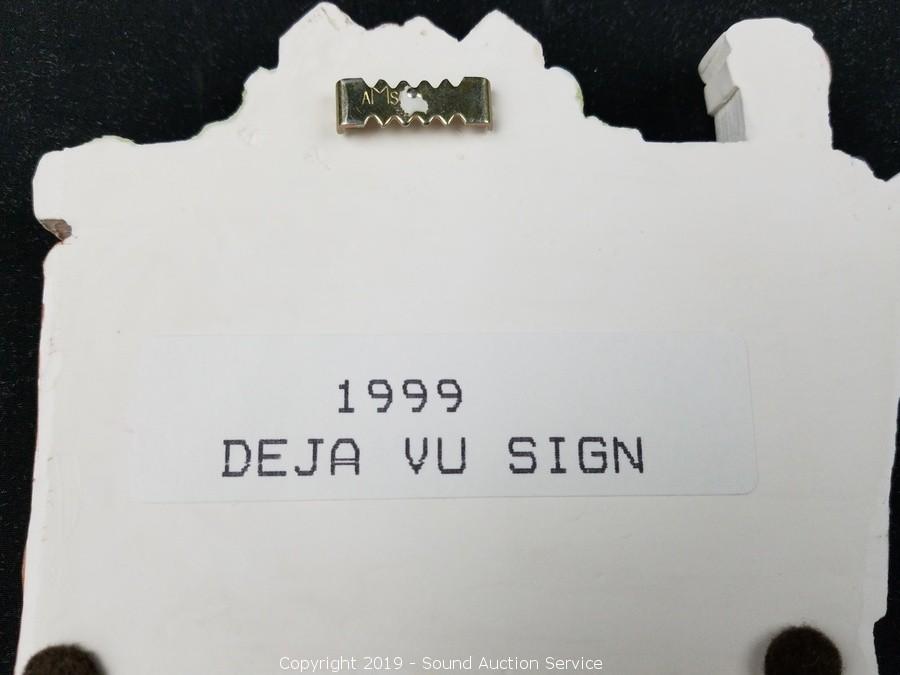 AMS
1999
DEJA VU SIGN
Copyright 2019 - Sound Auction Service